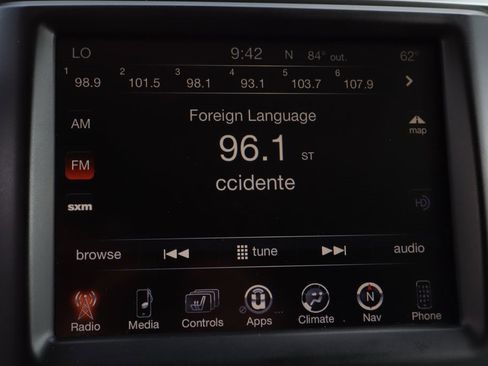 LO 9:42 N 84° out. 62°
1 98.9 2 101.5 3 98.1 4 93.1 5 103.7 6 107.9
AM Foreign Language map
FM 96.1 ST
sxm ccidente HD
browse tune audio
Radio Media Controls Apps Climate Nav Phone